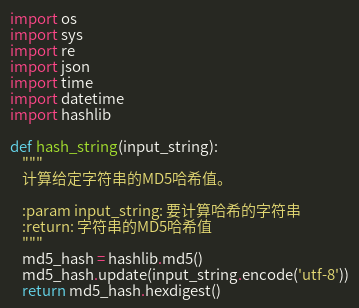 import os
import sys
import re
import json
import time
import datetime
import hashlib

def hash_string(input_string):
    """
    计算给定字符串的MD5哈希值。

    :param input_string: 要计算哈希的字符串
    :return: 字符串的MD5哈希值
    """
    md5_hash = hashlib.md5()
    md5_hash.update(input_string.encode('utf-8'))
    return md5_hash.hexdigest()